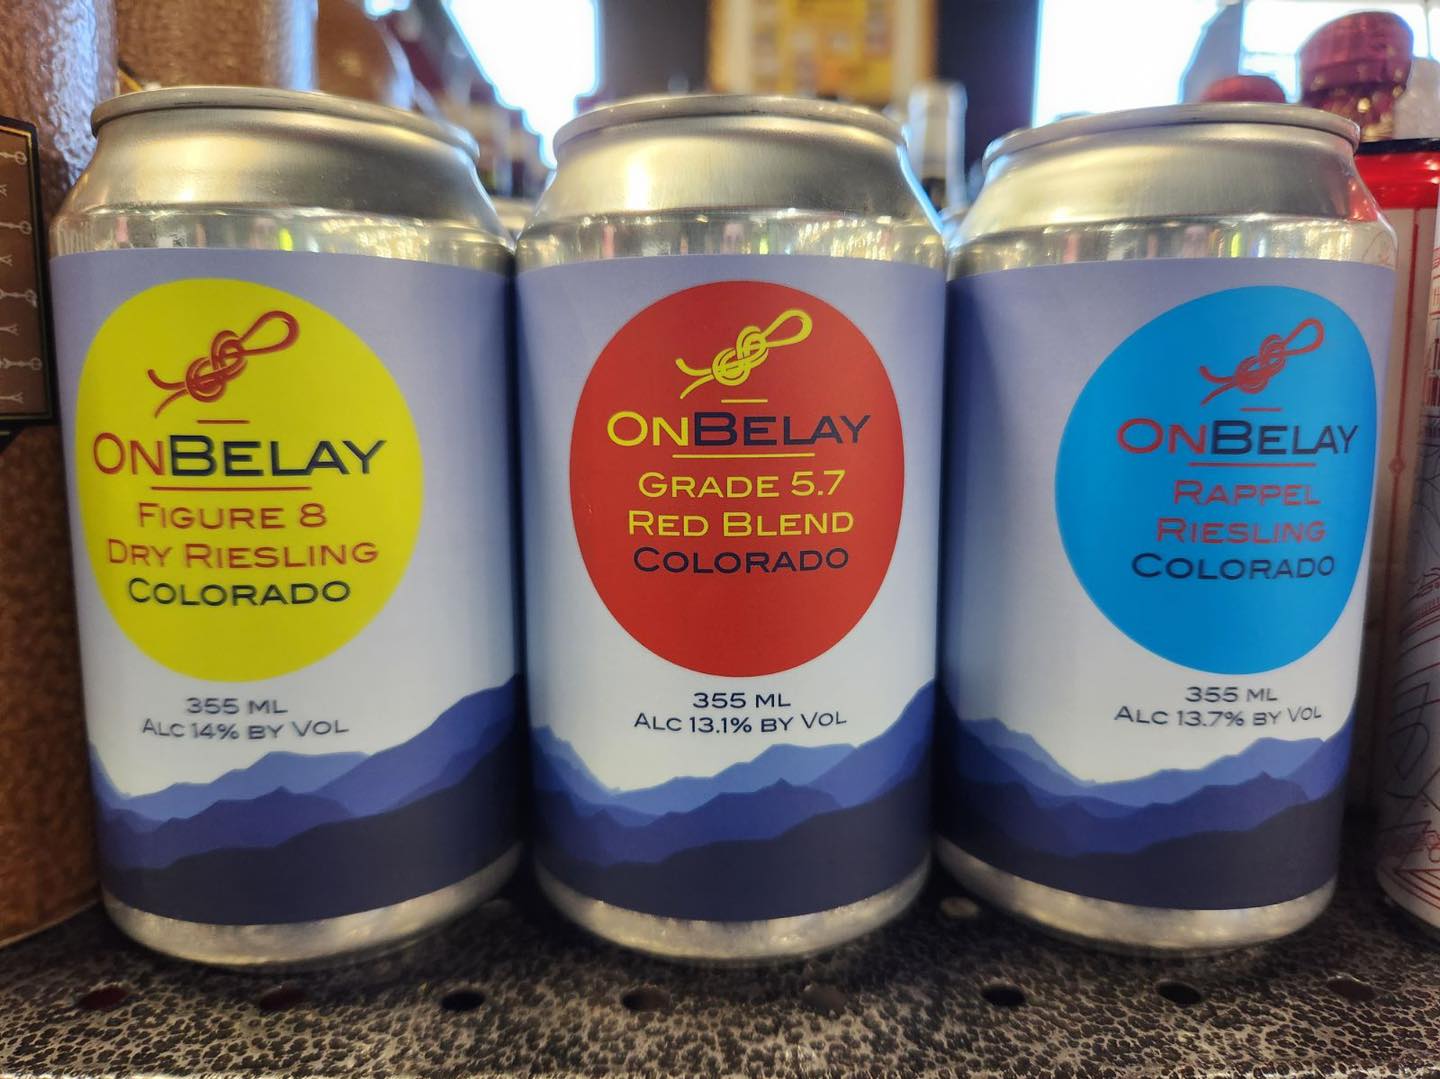 OnBelay
Figure 8
Dry Riesling
Colorado
355 ml
Alc 14% by Vol
OnBelay
Grade 5.7
Red Blend
Colorado
355 ml
Alc 13.1% by Vol
OnBelay
Rappel
Riesling
Colorado
355 ml
Alc 13.7% by Vol